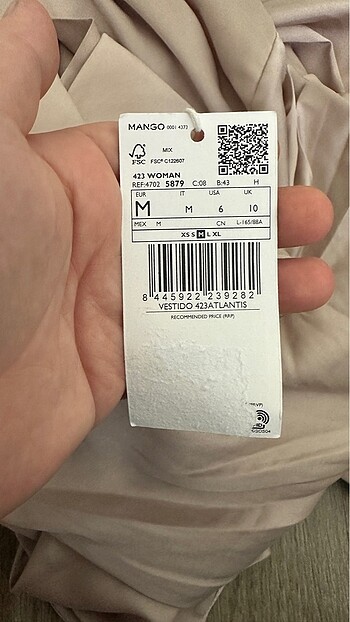 MANGO 0001 4373
MIX
FSC FSC® C122607
423 WOMAN
REF:4702 5879 C:08 B:43 H
EUR IT USA UK
M M 6 10
MEX M CN L-165/88A
XS S M L XL
8 445922 239282
VESTIDO 423ATLANTIS
RECOMMENDED PRICE (RRP)